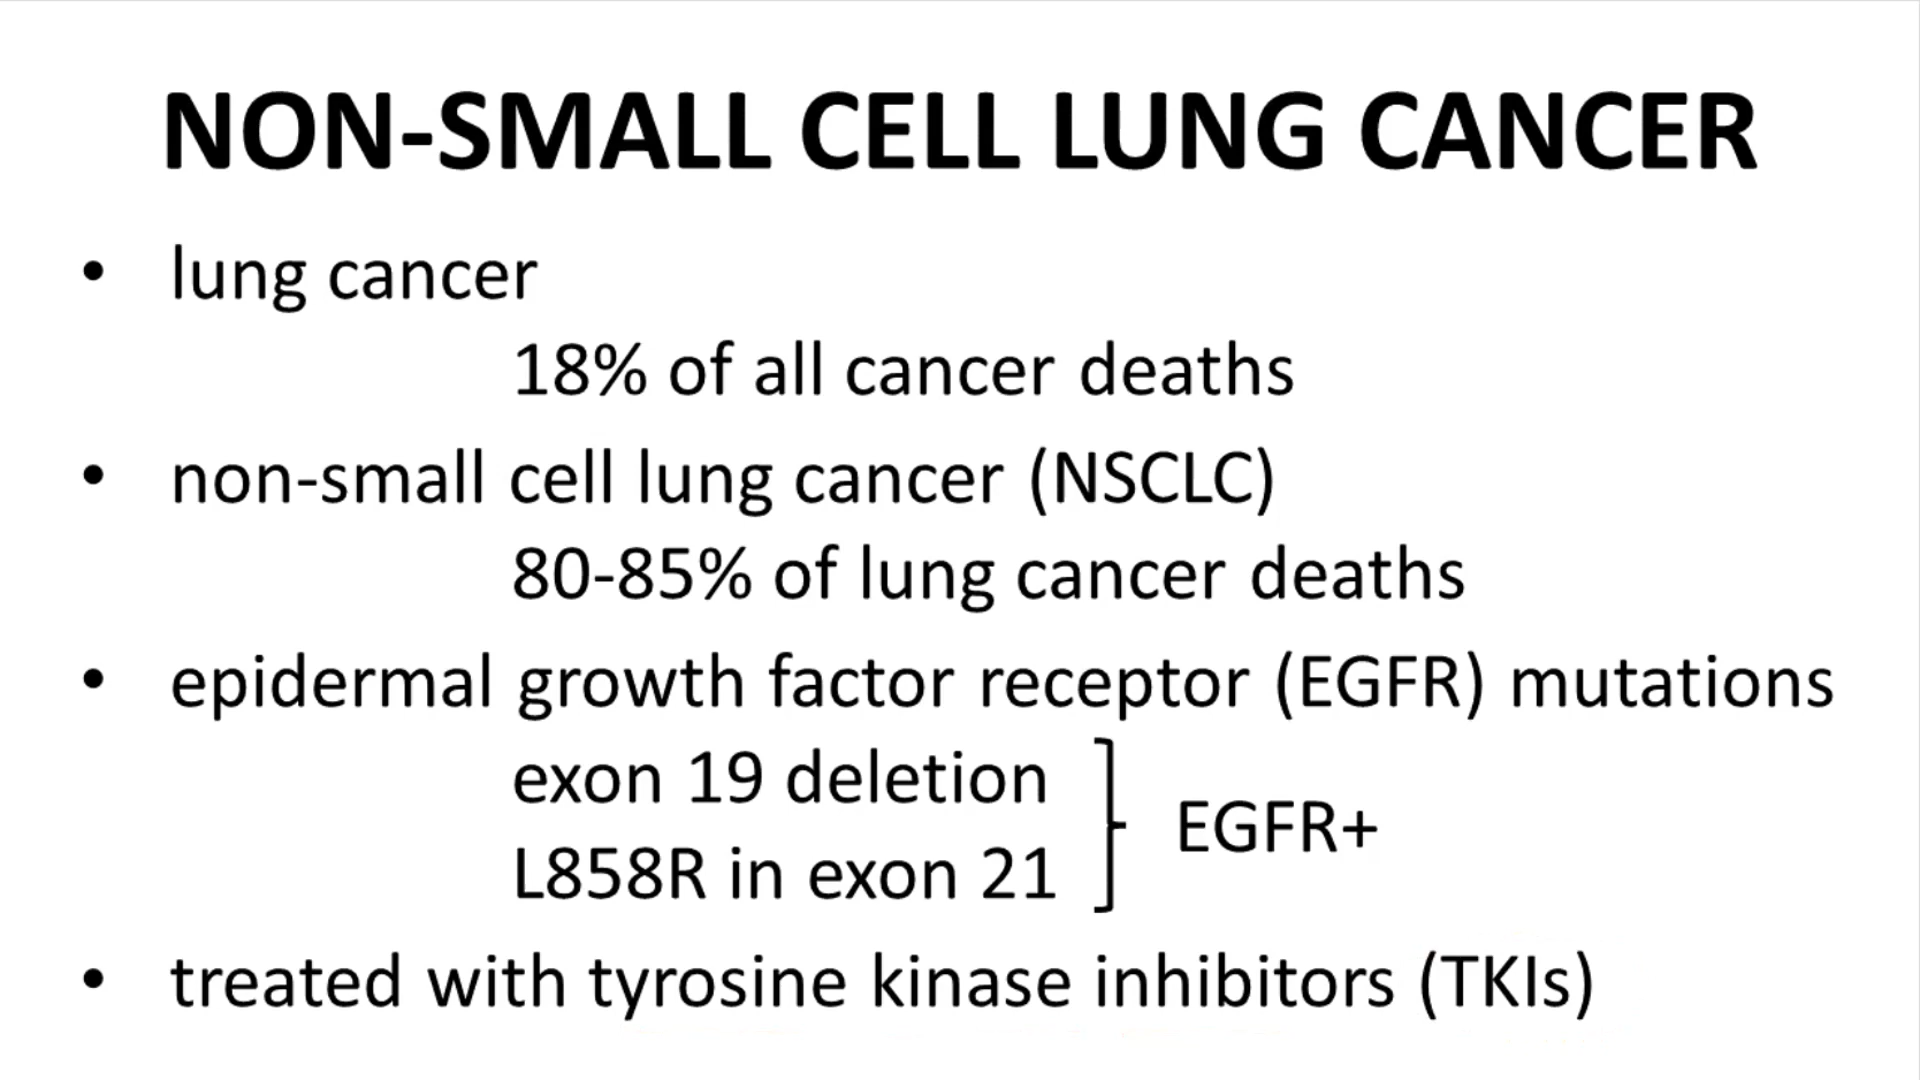 NON-SMALL CELL LUNG CANCER
• lung cancer
18% of all cancer deaths
• non-small cell lung cancer (NSCLC)
80-85% of lung cancer deaths
• epidermal growth factor receptor (EGFR) mutations
exon 19 deletion
L858R in exon 21
EGFR+
• treated with tyrosine kinase inhibitors (TKIs)